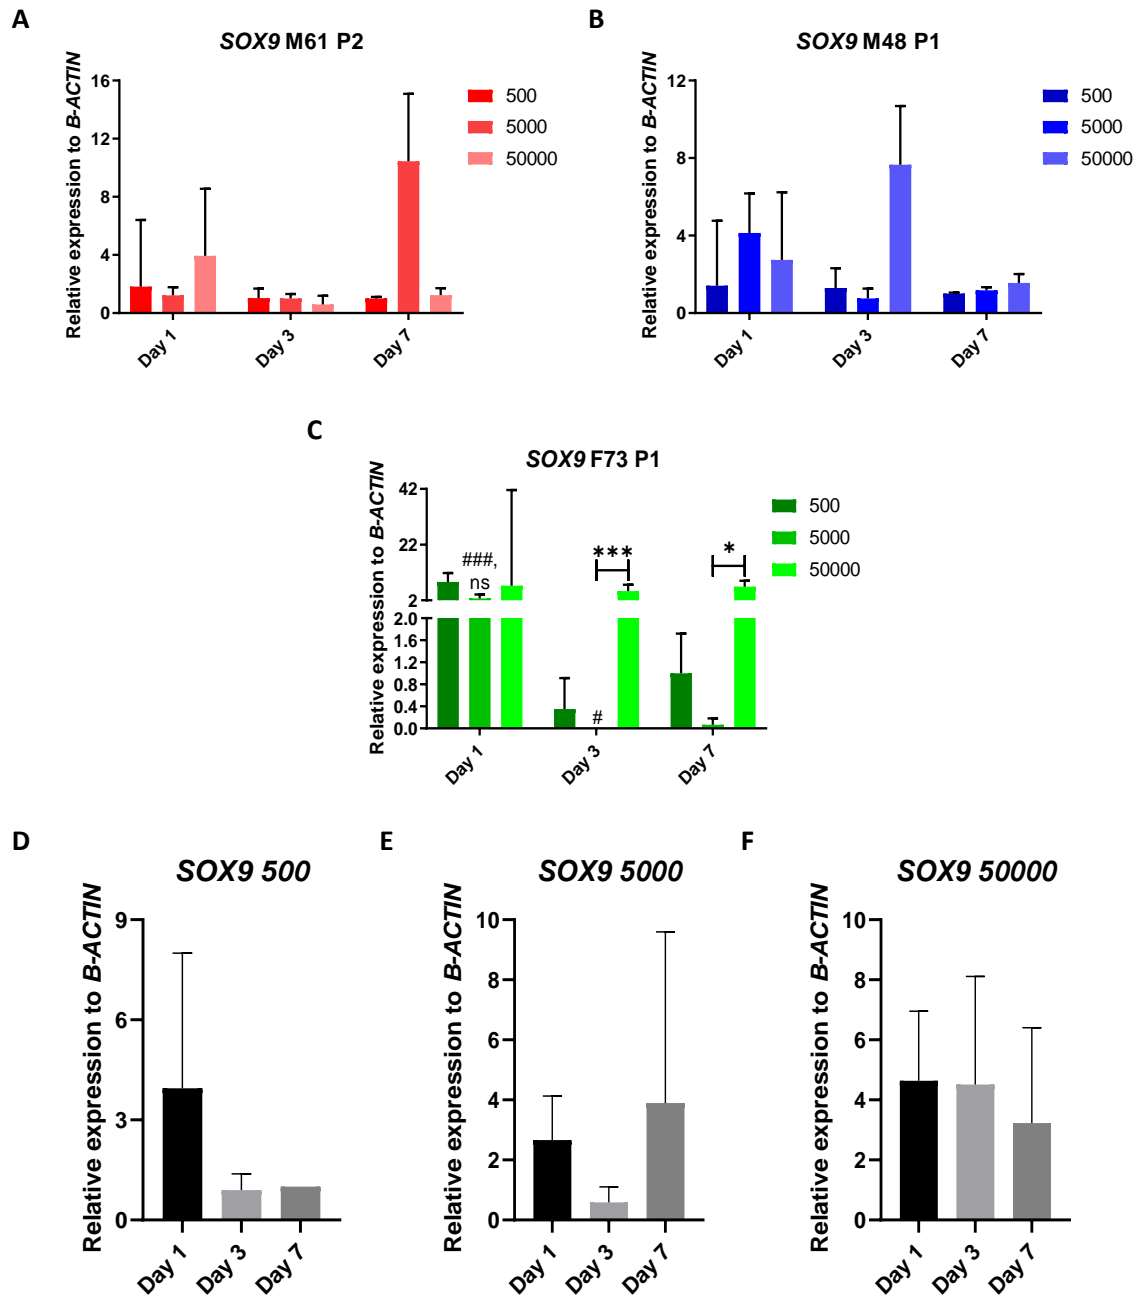 A
SOX9 M61 P2
Relative expression to B-ACTIN
16
12
8
4
0
Day 1
Day 3
Day 7
500
5000
50000
B
SOX9 M48 P1
Relative expression to B-ACTIN
12
8
4
0
Day 1
Day 3
Day 7
500
5000
50000
C
SOX9 F73 P1
Relative expression to B-ACTIN
42
22
2
2.0
1.6
1.2
0.8
0.4
0.0
###,
ns
#
***
*
Day 1
Day 3
Day 7
500
5000
50000
D
SOX9 500
Relative expression to B-ACTIN
9
6
3
0
Day 1
Day 3
Day 7
E
SOX9 5000
Relative expression to B-ACTIN
10
8
6
4
2
0
Day 1
Day 3
Day 7
F
SOX9 50000
Relative expression to B-ACTIN
10
8
6
4
2
0
Day 1
Day 3
Day 7